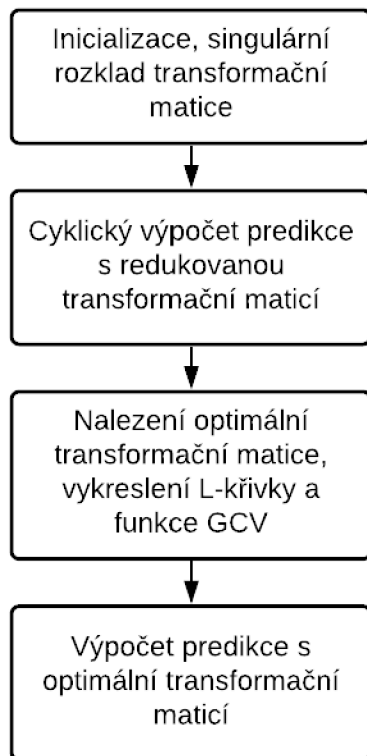 Inicializace, singulární
rozklad transformační
matice
Cyklický výpočet predikce
s redukovanou
transformační maticí
Nalezení optimální
transformační matice,
vykreslení L-křivky a
funkce GCV
Výpočet predikce s
optimální transformační
maticí